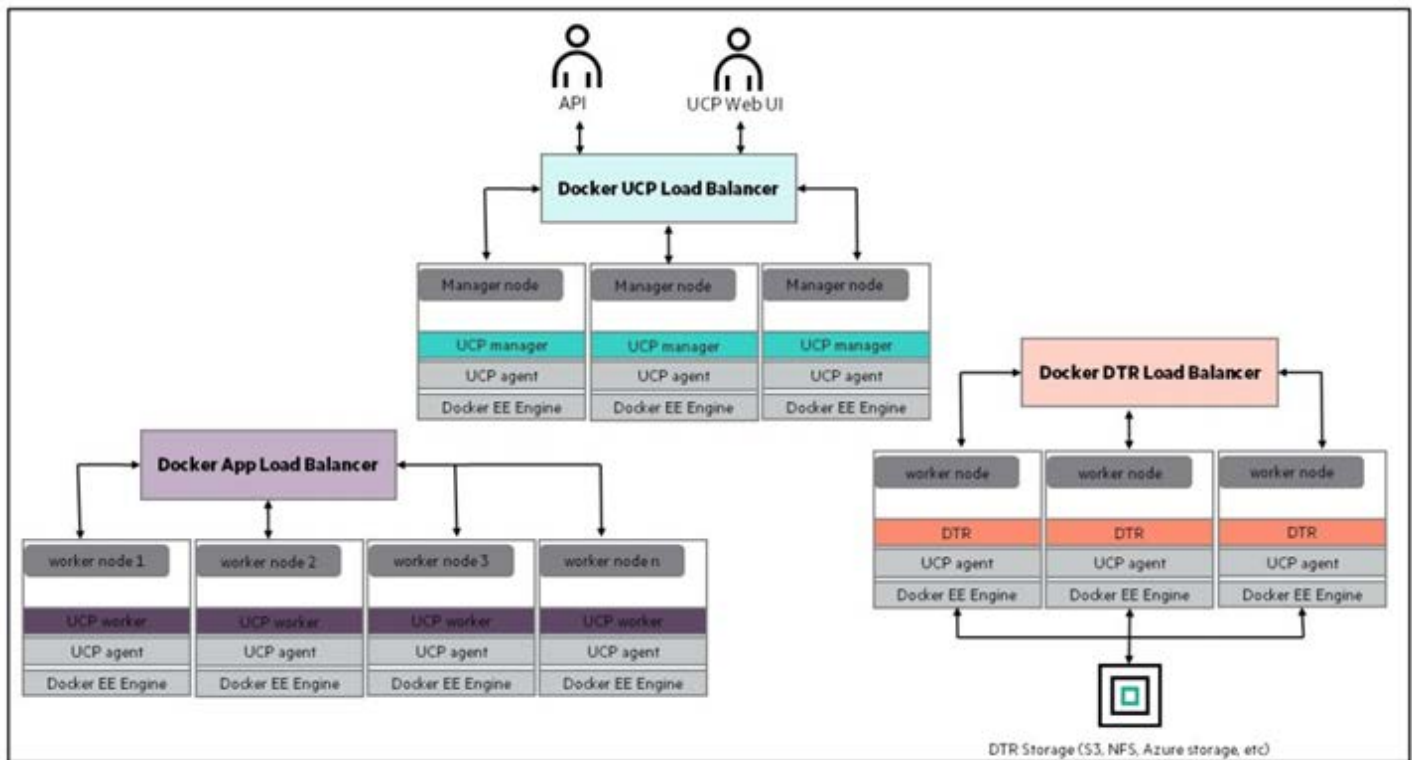 API
UCP Web UI
Docker UCP Load Balancer
Manager node
Manager node
Manager node
UCP manager
UCP manager
UCP manager
UCP agent
UCP agent
UCP agent
Docker EE Engine
Docker EE Engine
Docker EE Engine
Docker DTR Load Balancer
worker node
worker node
worker node
DTR
DTR
DTR
UCP agent
UCP agent
UCP agent
Docker EE Engine
Docker EE Engine
Docker EE Engine
DTR Storage (S3, NFS, Azure storage, etc)
Docker App Load Balancer
worker node 1
worker node 2
worker node 3
worker node n
UCP worker
UCP worker
UCP worker
UCP worker
UCP agent
UCP agent
UCP agent
UCP agent
Docker EE Engine
Docker EE Engine
Docker EE Engine
Docker EE Engine